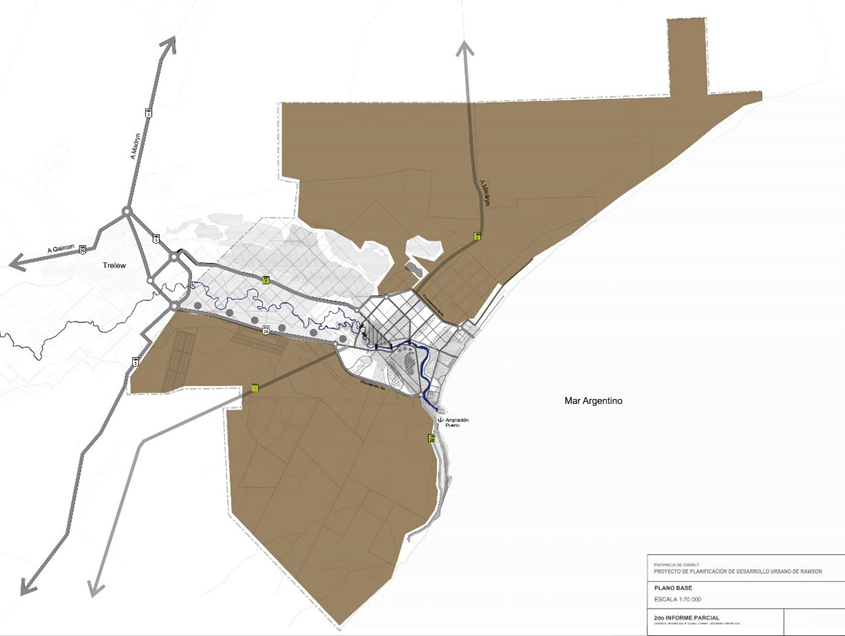 A Madryn
A Madryn
A Gaiman
Trelew
Mar Argentino
Ampliación
Puerto
PROVINCIA DE CHUBUT
PROYECTO DE PLANIFICACIÓN DE DESARROLLO URBANO DE RAWSON
PLANO BASE
ESCALA 1:70 000
2do INFORME PARCIAL